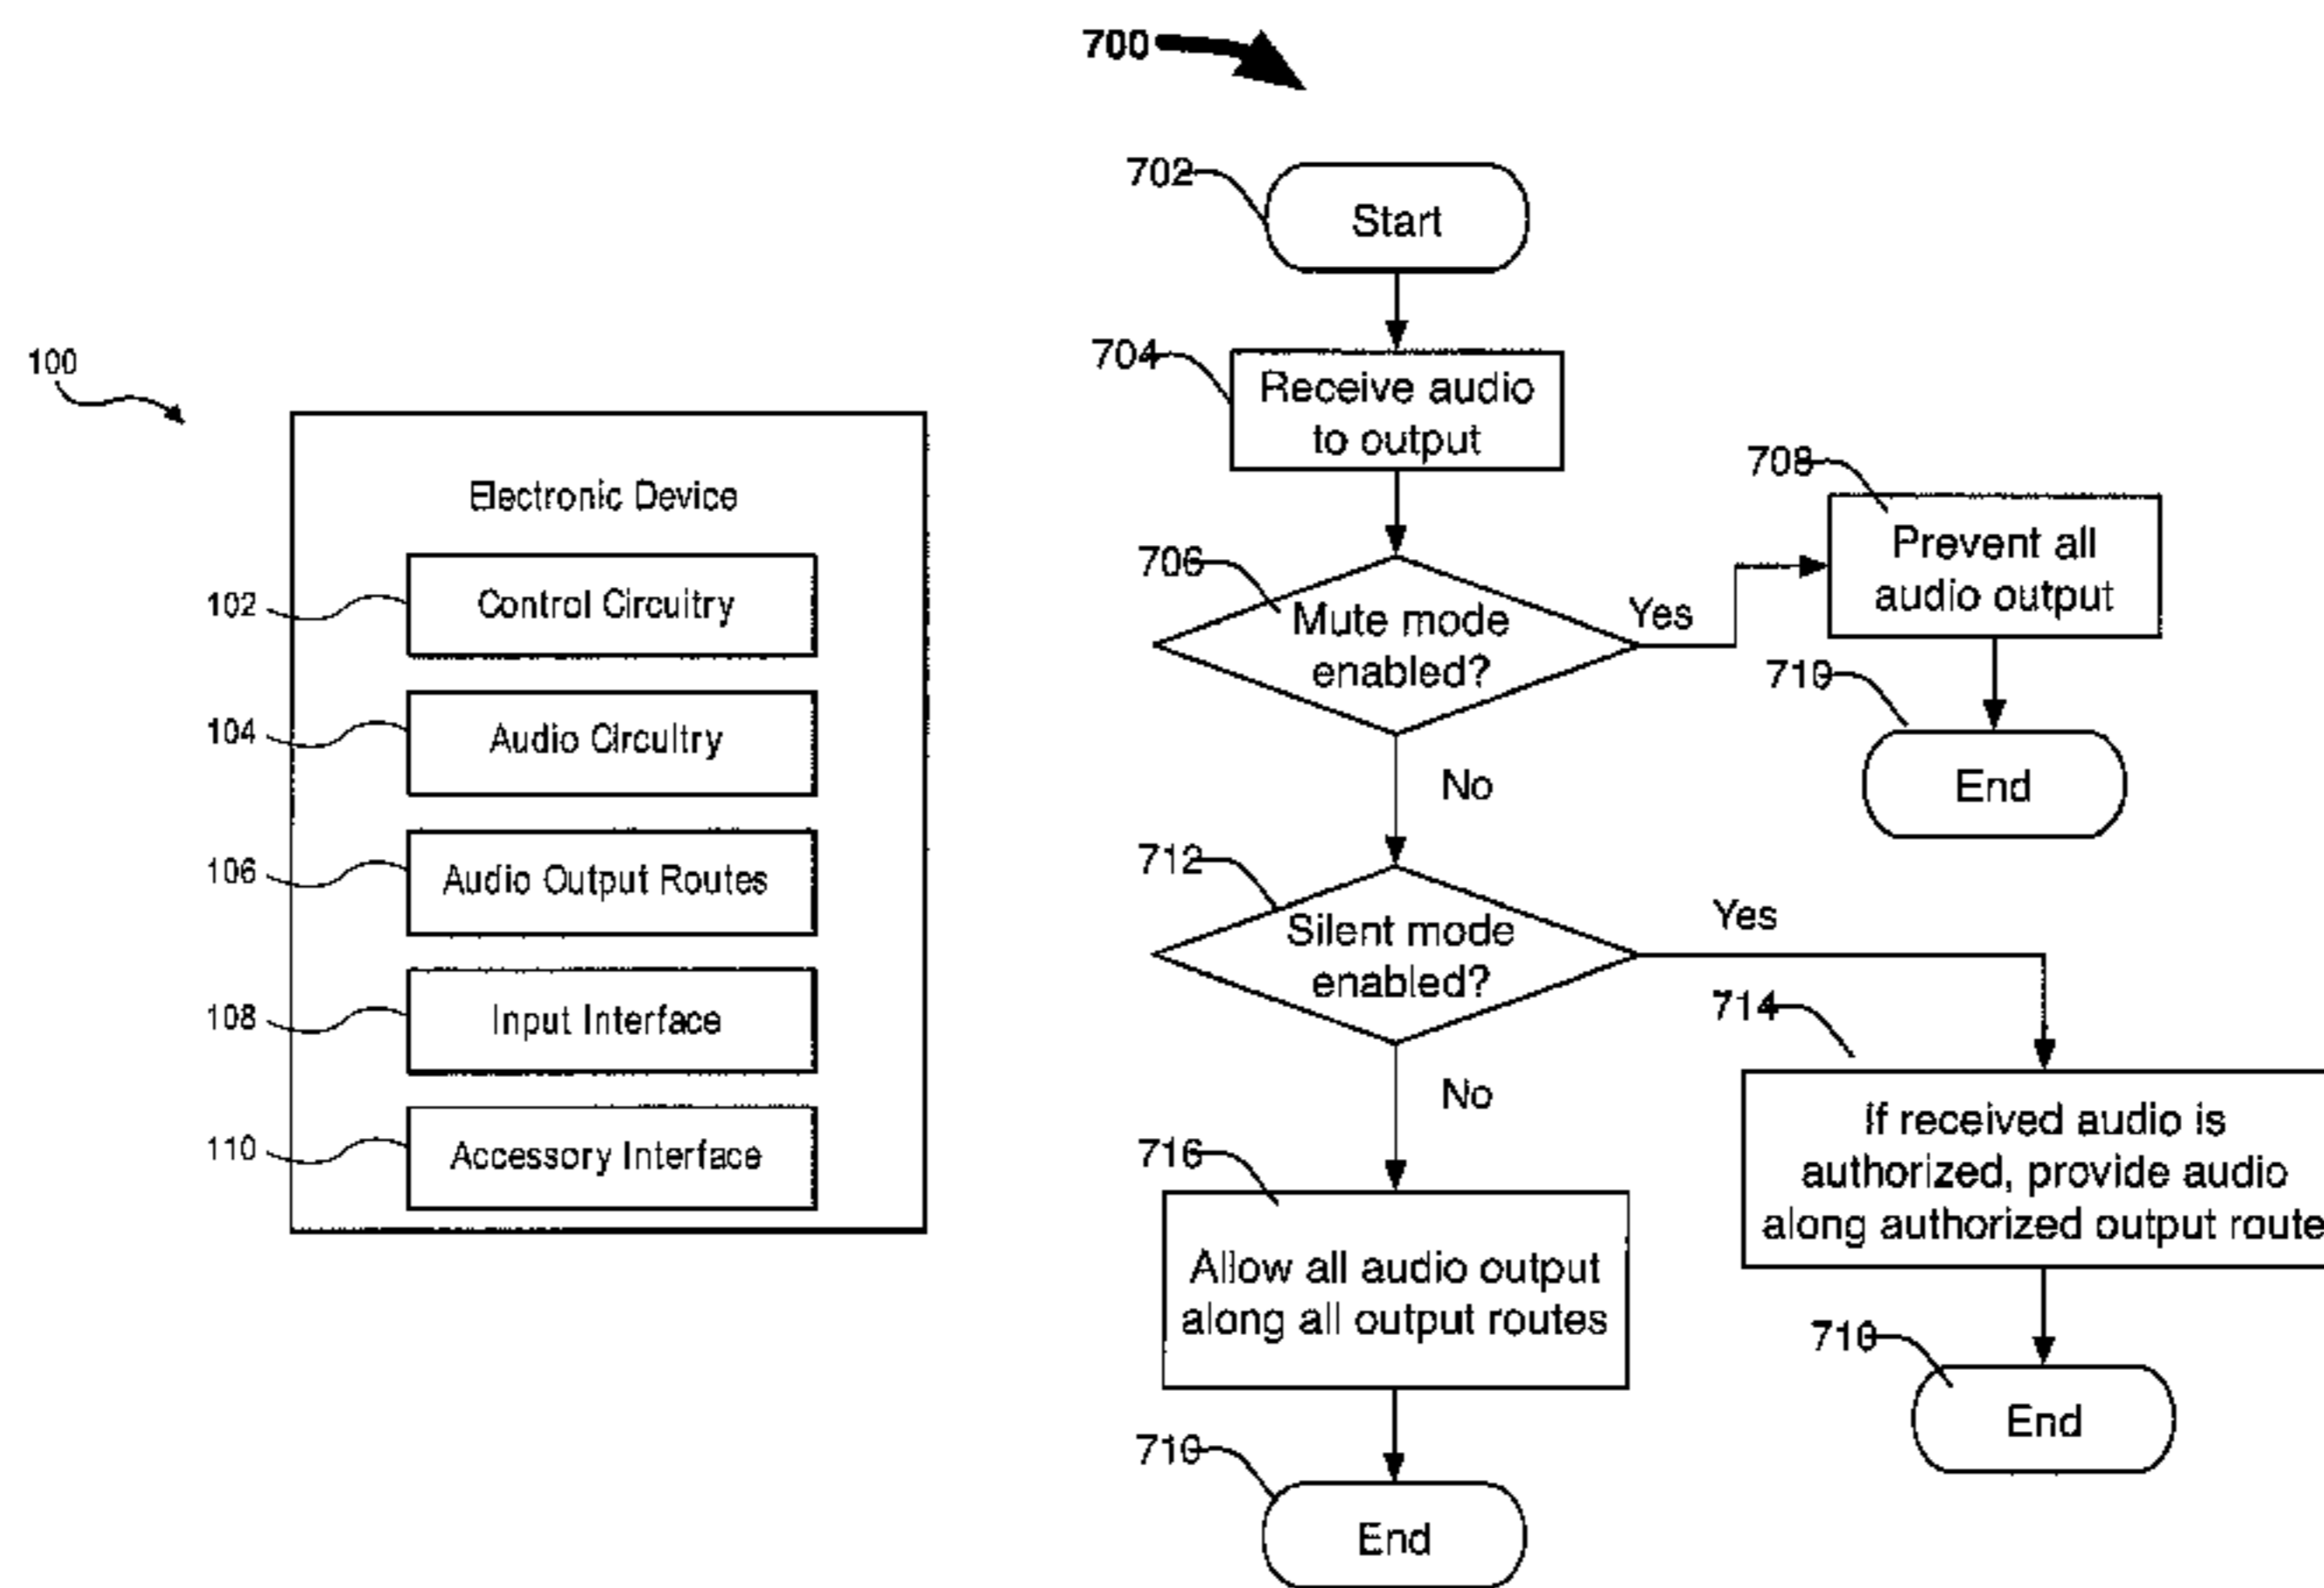 100
Electronic Device
102
Control Circuitry
104
Audio Circuitry
106
Audio Output Routes
108
Input Interface
110
Accessory Interface
700
702
Start
704
Receive audio
to output
706
Mute mode
enabled?
Yes
708
Prevent all
audio output
710
End
No
712
Silent mode
enabled?
Yes
714
If received audio is
authorized, provide audio
along authorized output route
710
End
No
716
Allow all audio output
along all output routes
710
End